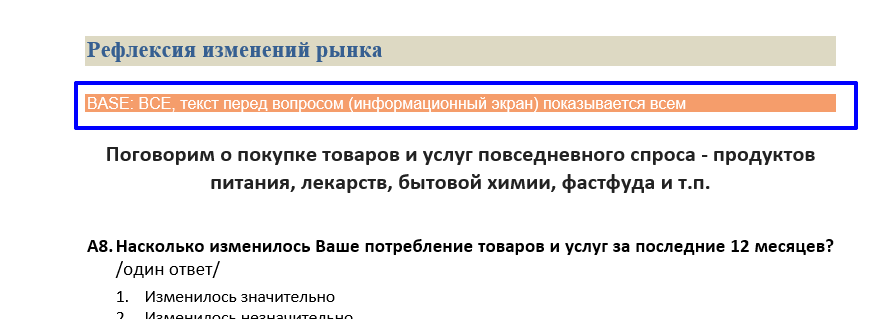 Рефлексия изменений рынка
BASE: ВСЕ, текст перед вопросом (информационный экран) показывается всем
Поговорим о покупке товаров и услуг повседневного спроса - продуктов
питания, лекарств, бытовой химии, фастфуда и т.п.
A8. Насколько изменилось Ваше потребление товаров и услуг за последние 12 месяцев?
/один ответ/
1. Изменилось значительно
2. Изменилось незначительно